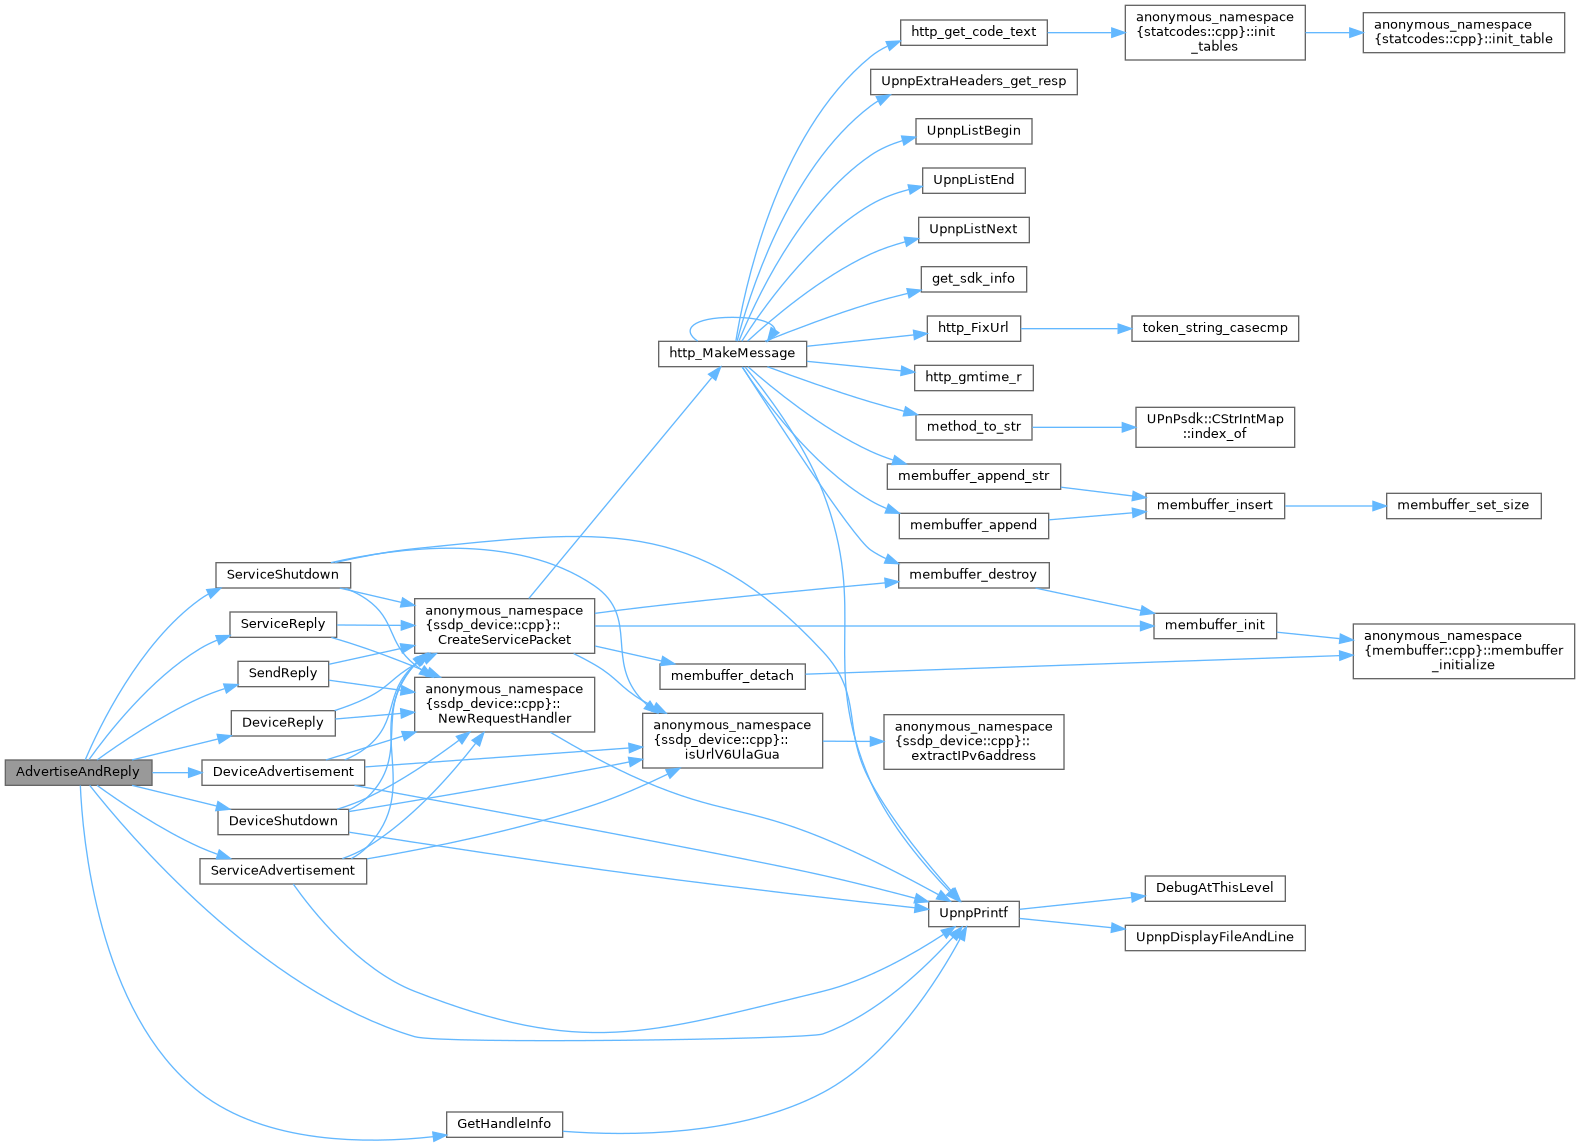 http_get_code_text
anonymous_namespace
{statcodes::cpp}::init
_tables
anonymous_namespace
{statcodes::cpp}::init_table
UpnpExtraHeaders_get_resp
UpnpListBegin
UpnpListEnd
UpnpListNext
get_sdk_info
http_FixUrl
token_string_casecmp
http_MakeMessage
http_gmtime_r
method_to_str
UPnPsdk::CStrIntMap
::index_of
membuffer_append_str
membuffer_insert
membuffer_set_size
membuffer_append
membuffer_destroy
membuffer_init
anonymous_namespace
{membuffer::cpp}::membuffer
_initialize
ServiceShutdown
ServiceReply
SendReply
DeviceReply
anonymous_namespace
{ssdp_device::cpp}::
CreateServicePacket
membuffer_detach
anonymous_namespace
{ssdp_device::cpp}::
NewRequestHandler
anonymous_namespace
{ssdp_device::cpp}::
isUrlV6UlaGua
anonymous_namespace
{ssdp_device::cpp}::
extractIPv6address
AdvertiseAndReply
DeviceAdvertisement
DeviceShutdown
ServiceAdvertisement
UpnpPrintf
DebugAtThisLevel
UpnpDisplayFileAndLine
GetHandleInfo